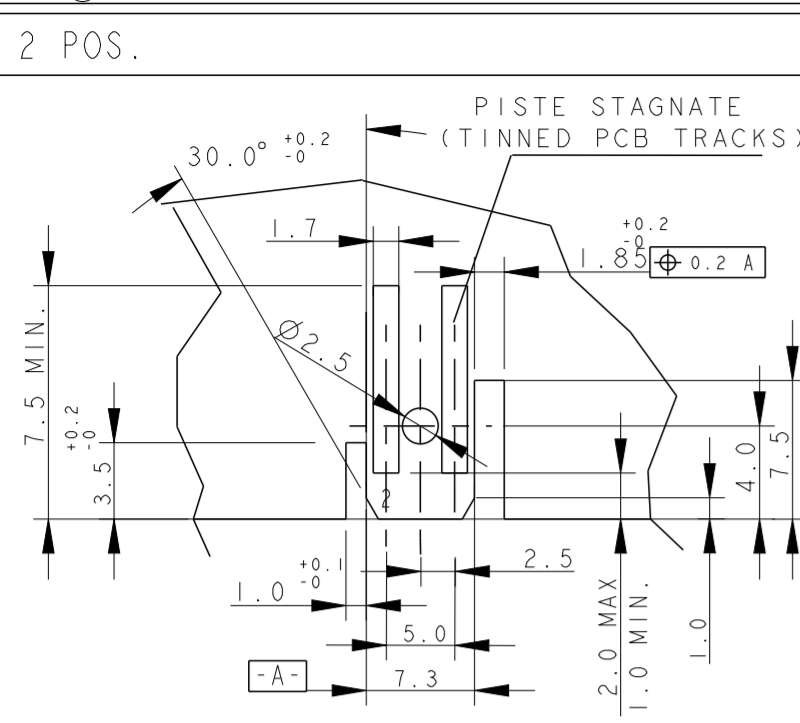 2 POS.
PISTE STAGNATE
(TINNED PCB TRACKS)
30.0° +0.2 -0
1.7
+0.2 -0
1.85
⌖ 0.2 A
Ø2.5
7.5 MIN.
3.5 +0.2 -0
2
4.0
7.5
1.0 +0.1 -0
2.5
5.0
-A-
7.3
2.0 MAX
1.0 MIN.
1.0